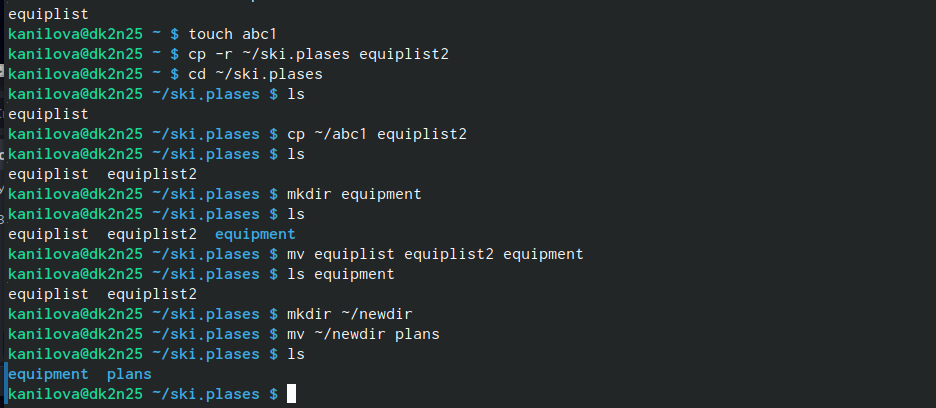 equiplist
kanilova@dk2n25 ~ $ touch abc1
kanilova@dk2n25 ~ $ cp -r ~/ski.plases equiplist2
kanilova@dk2n25 ~ $ cd ~/ski.plases
kanilova@dk2n25 ~/ski.plases $ ls
equiplist
kanilova@dk2n25 ~/ski.plases $ cp ~/abc1 equiplist2
kanilova@dk2n25 ~/ski.plases $ ls
equiplist  equiplist2
kanilova@dk2n25 ~/ski.plases $ mkdir equipment
kanilova@dk2n25 ~/ski.plases $ ls
equiplist  equiplist2  equipment
kanilova@dk2n25 ~/ski.plases $ mv equiplist equiplist2 equipment
kanilova@dk2n25 ~/ski.plases $ ls equipment
equiplist  equiplist2
kanilova@dk2n25 ~/ski.plases $ mkdir ~/newdir
kanilova@dk2n25 ~/ski.plases $ mv ~/newdir plans
kanilova@dk2n25 ~/ski.plases $ ls
equipment  plans
kanilova@dk2n25 ~/ski.plases $